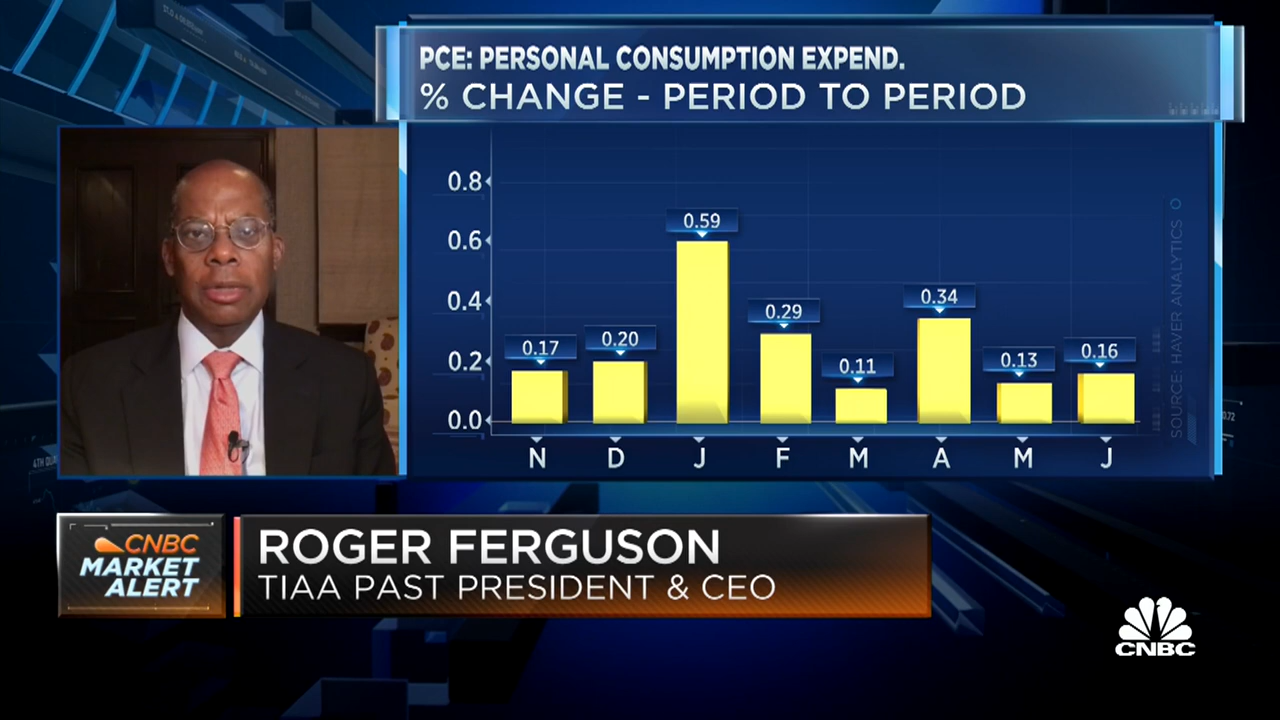 PCE: PERSONAL CONSUMPTION EXPEND.
% CHANGE - PERIOD TO PERIOD
0.8
0.6
0.4
0.2
0.0
0.17
0.20
0.59
0.29
0.11
0.34
0.13
0.16
N D J F M A M J
SOURCE: HAVER ANALYTICS
CNBC
MARKET
ALERT
ROGER FERGUSON
TIAA PAST PRESIDENT & CEO
CNBC